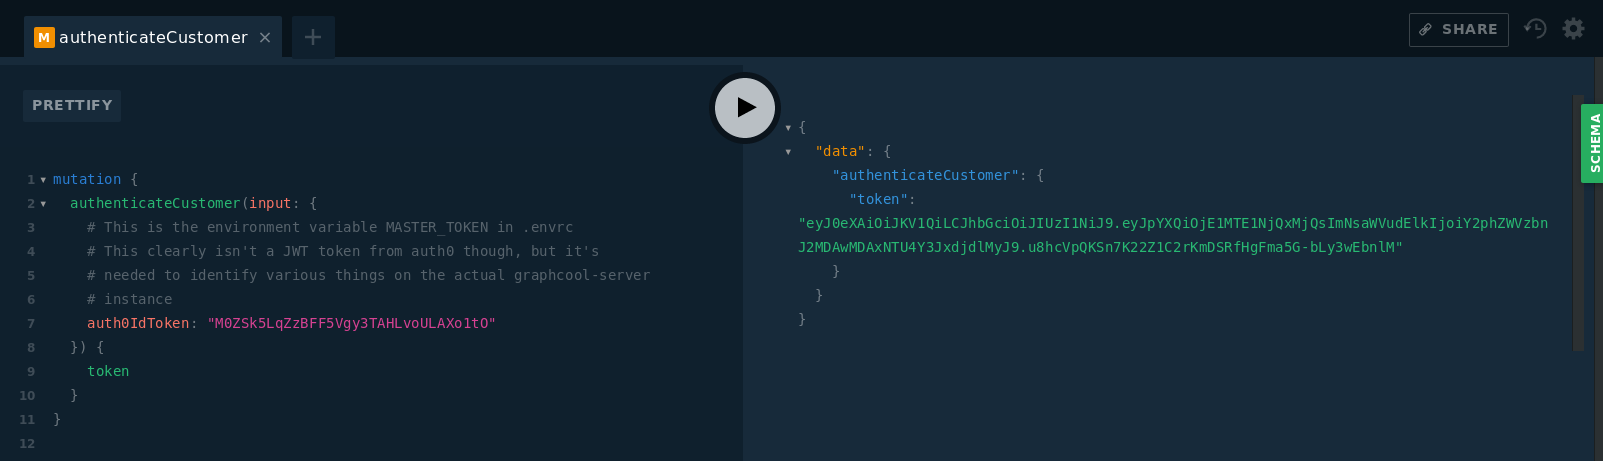 M authenticateCustomer × +
SHARE
PRETTIFY
SCHEMA
1 mutation {
2 authenticateCustomer(input: {
3 # This is the environment variable MASTER_TOKEN in .envrc
4 # This clearly isn't a JWT token from auth0 though, but it's
5 # needed to identify various things on the actual graphcool-server
6 # instance
7 auth0IdToken: "M0ZSk5LqZzBFF5Vgy3TAHLvoULAXo1tO"
8 }) {
9 token
10 }
11 }
12
{
"data": {
"authenticateCustomer": {
"token":
"eyJ0eXAiOiJKV1QiLCJhbGciOiJIUzI1NiJ9.eyJpYXQiOjE1MTE1NjQxMjQsImNsaWVudElkIjoiY2phZWVzbn
J2MDAwMDAxNTU4Y3JxdjdlMyJ9.u8hcVpQKSn7K22Z1C2rKmDSRfHgFma5G-bLy3wEbnlM"
}
}
}